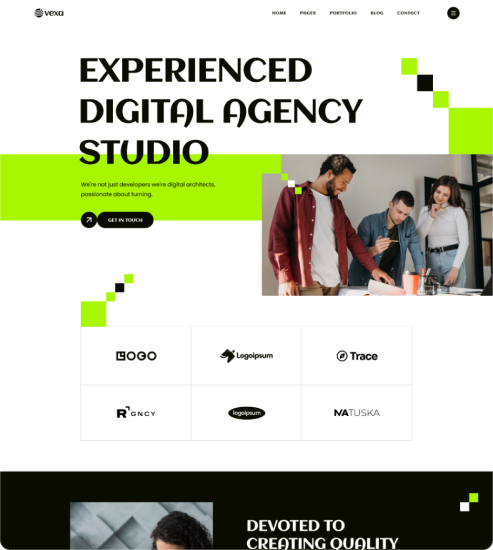 vexa
HOME PAGES PORTFOLIO BLOG CONTACT
EXPERIENCED
DIGITAL AGENCY
STUDIO
We're not just developers we're digital architects,
passionate about turning.
GET IN TOUCH
LOGO
Logoipsum
Trace
R GNCY
logoipsum
NATUSKA
DEVOTED TO
CREATING QUALITY